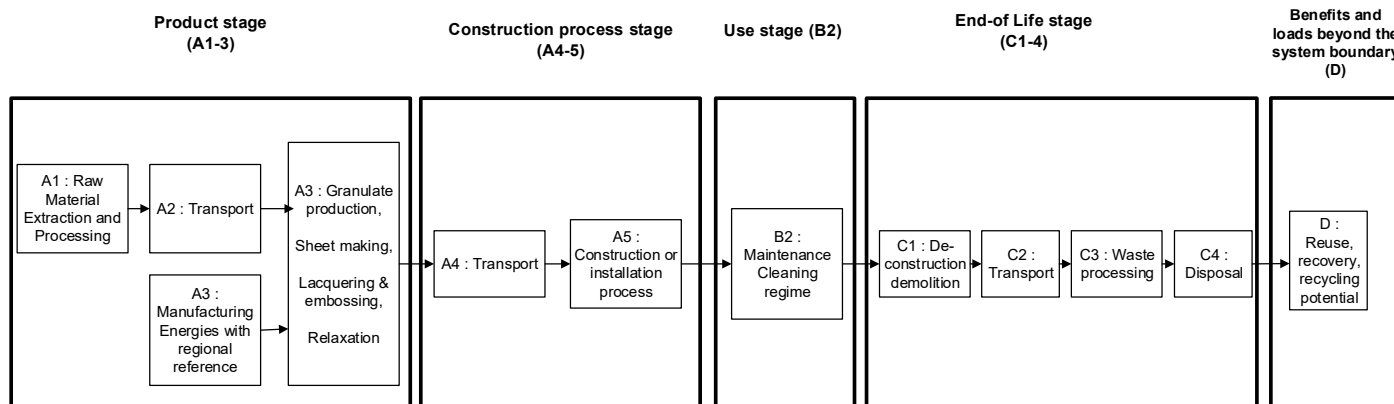 Product stage
(A1-3)
Construction process stage
(A4-5)
Use stage (B2)
End-of Life stage
(C1-4)
Benefits and
loads beyond the
system boundary
(D)
A1 : Raw
Material
Extraction and
Processing
A2 : Transport
A3 :
Manufacturing
Energies with
regional
reference
A3 : Granulate
production,
Sheet making,
Lacquering &
embossing,
Relaxation
A4 : Transport
A5 :
Construction or
installation
process
B2 :
Maintenance
Cleaning
regime
C1 : De-
construction
demolition
C2 :
Transport
C3 : Waste
processing
C4 :
Disposal
D :
Reuse,
recovery,
recycling
potential